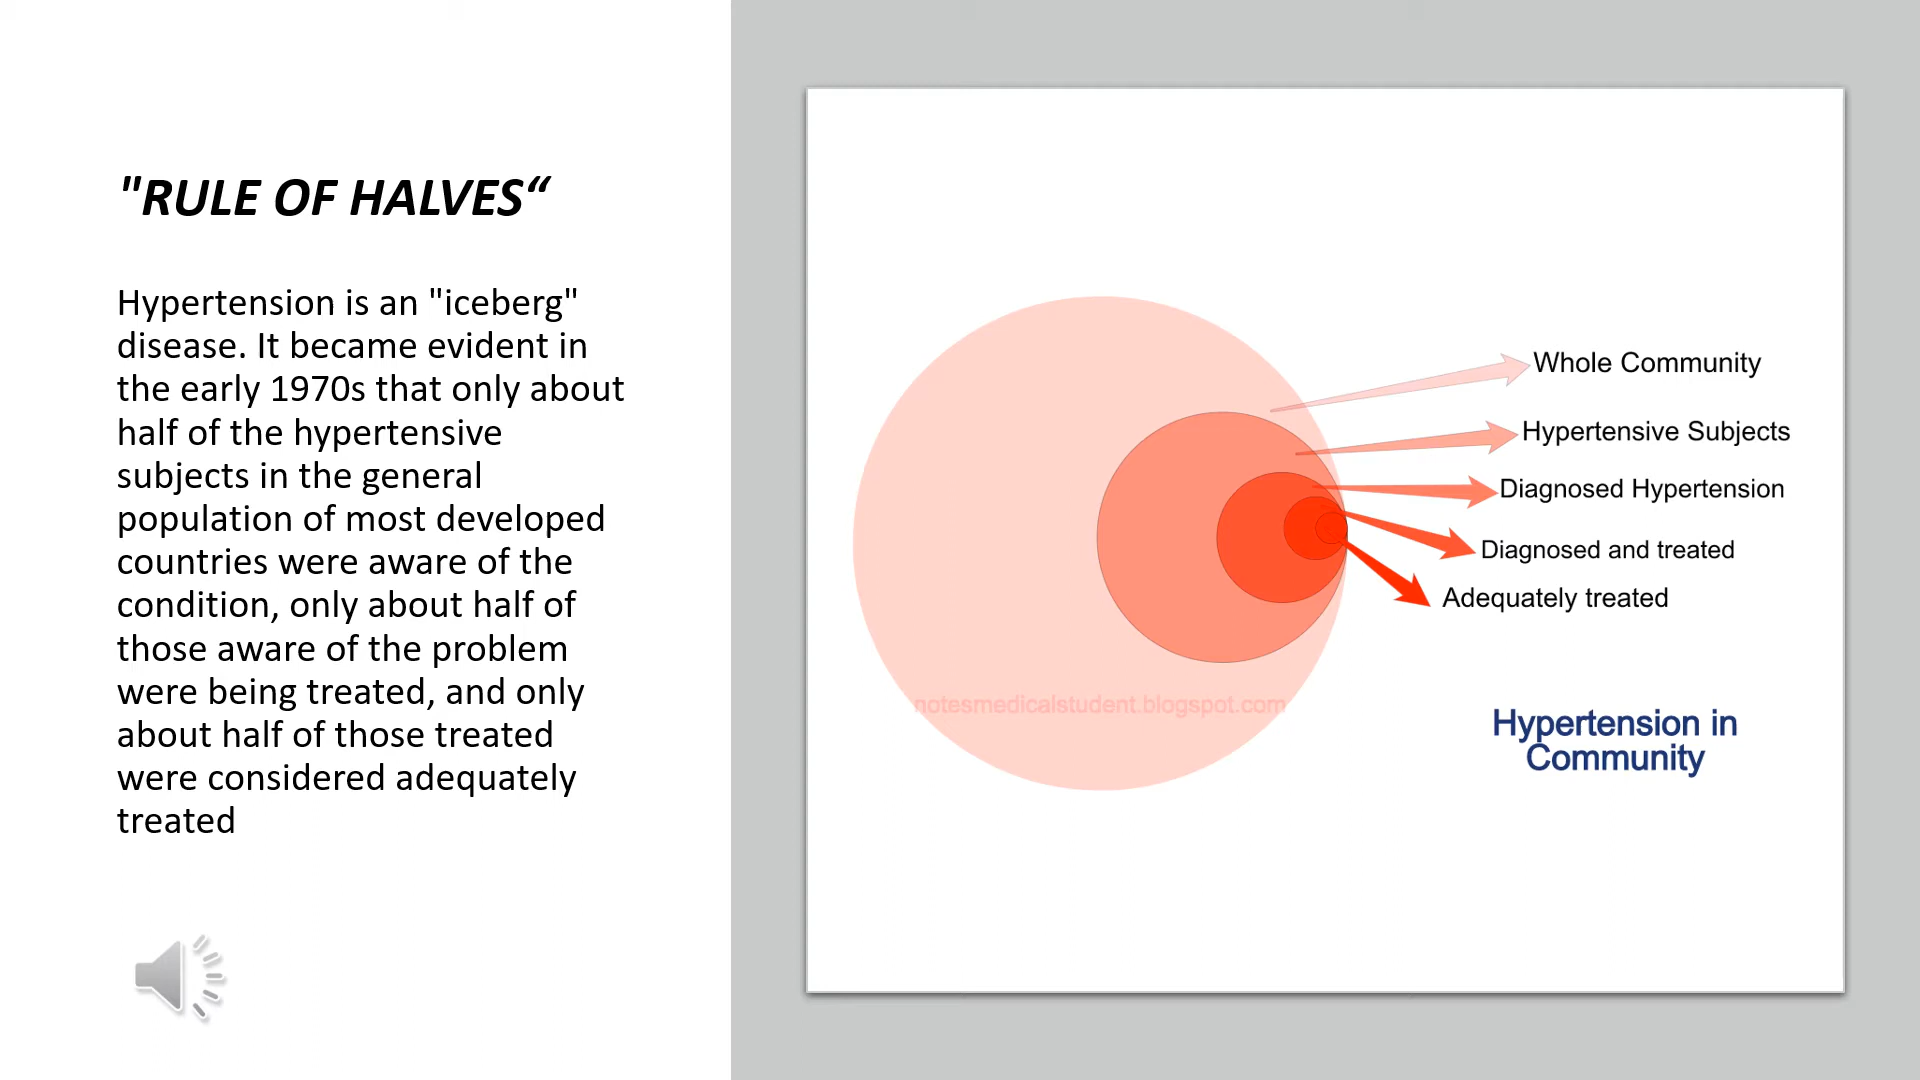 "RULE OF HALVES“
Hypertension is an "iceberg"
disease. It became evident in
the early 1970s that only about
half of the hypertensive
subjects in the general
population of most developed
countries were aware of the
condition, only about half of
those aware of the problem
were being treated, and only
about half of those treated
were considered adequately
treated
Whole Community
Hypertensive Subjects
Diagnosed Hypertension
Diagnosed and treated
Adequately treated
notesmedicalstudent.blogspot.com
Hypertension in
Community